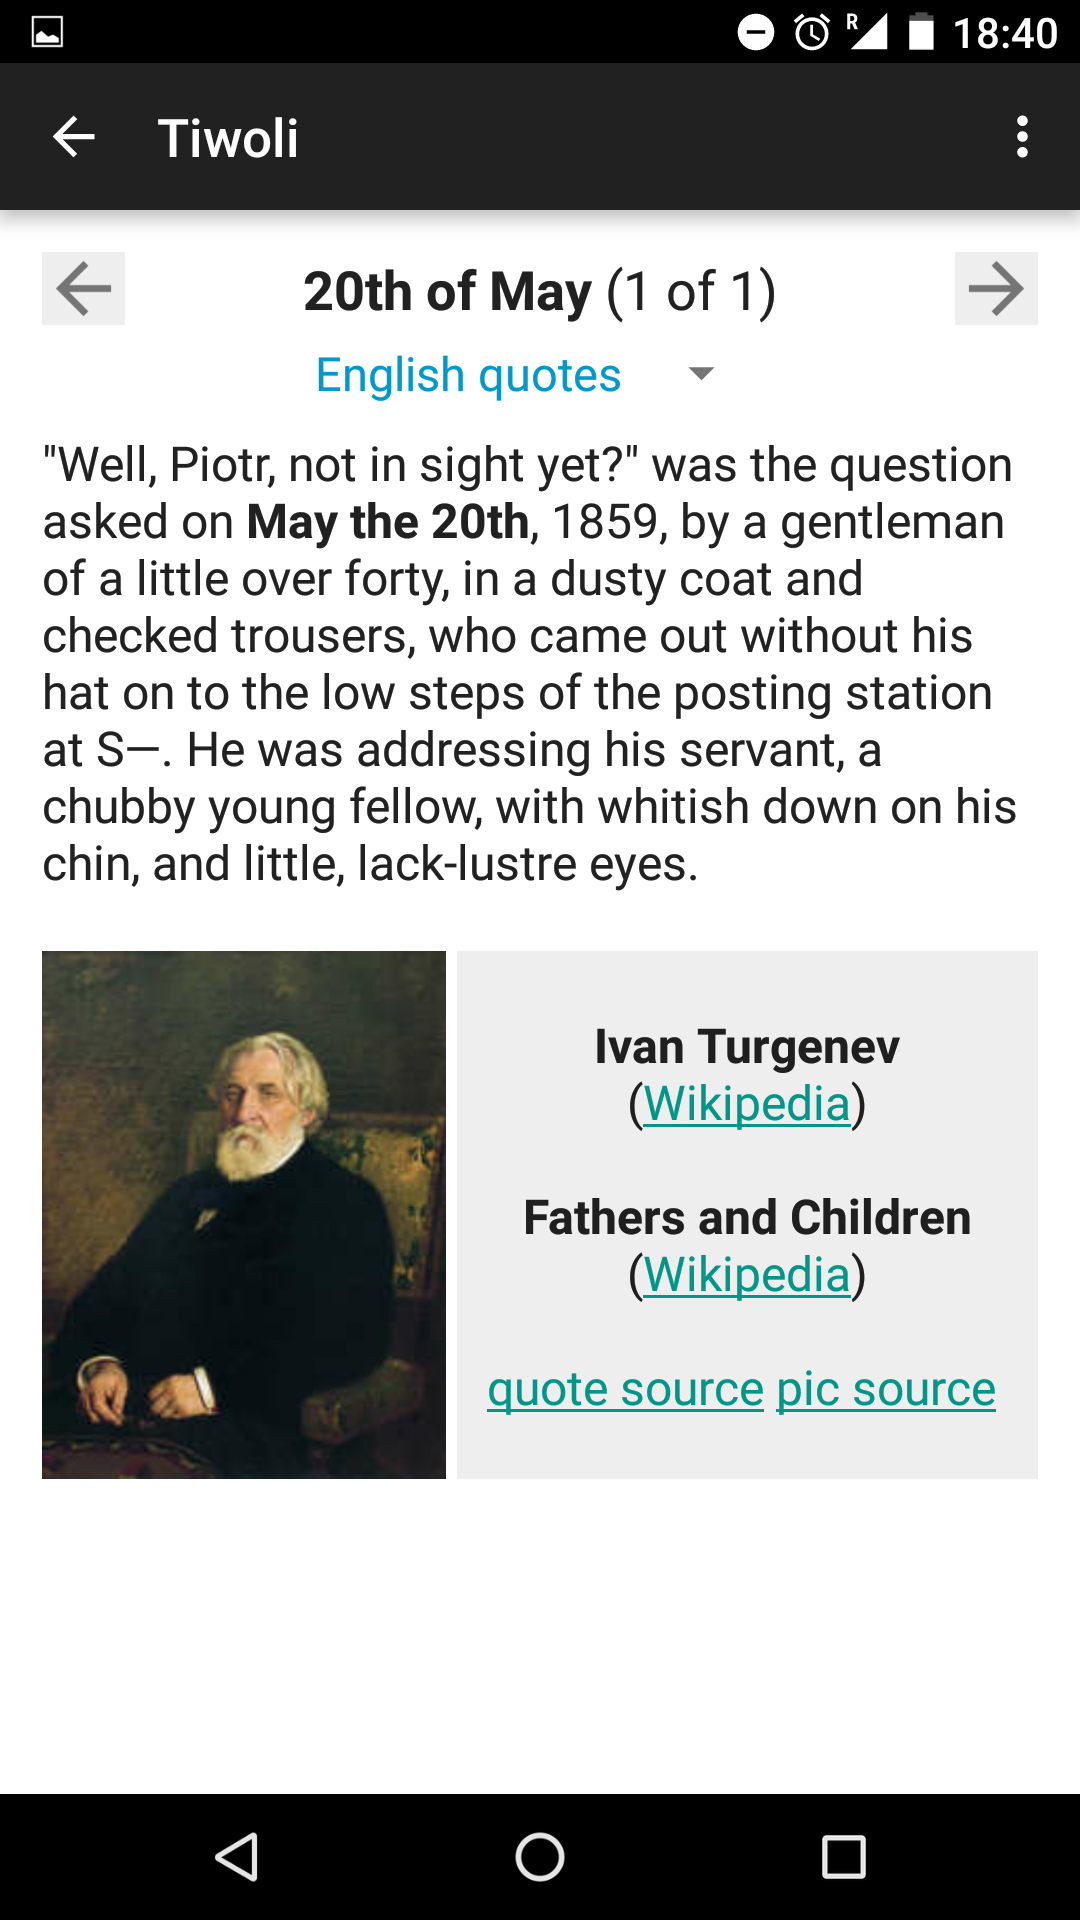 R 18:40
Tiwoli
20th of May (1 of 1)
English quotes
"Well, Piotr, not in sight yet?" was the question
asked on May the 20th, 1859, by a gentleman
of a little over forty, in a dusty coat and
checked trousers, who came out without his
hat on to the low steps of the posting station
at S—. He was addressing his servant, a
chubby young fellow, with whitish down on his
chin, and little, lack-lustre eyes.
Ivan Turgenev
(Wikipedia)
Fathers and Children
(Wikipedia)
quote source pic source